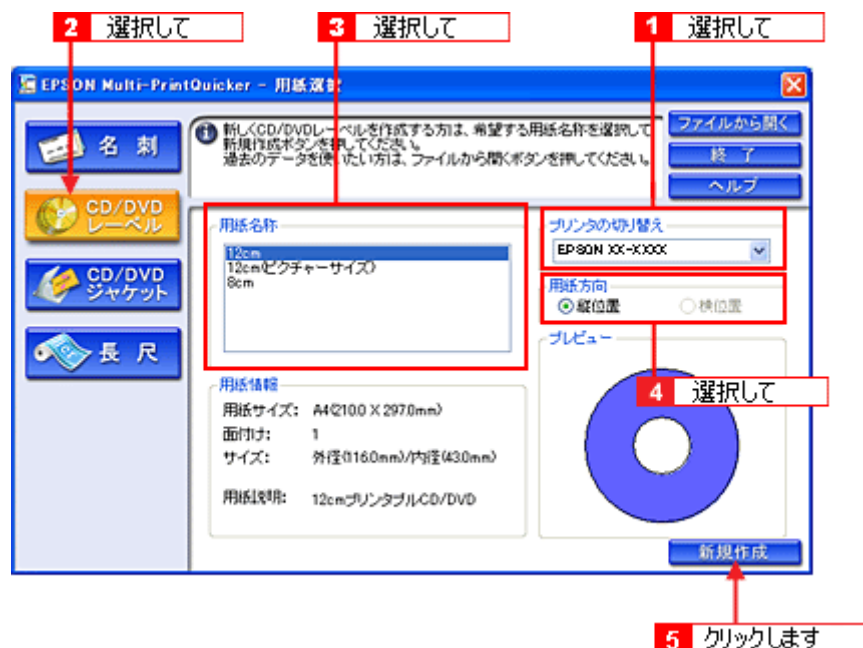 2 選択して
3 選択して
1 選択して
EPSON Multi-PrintQuicker - 用紙選択
名 刺
CD/DVD
レーベル
CD/DVD
ジャケット
長 尺
新しくCD/DVDレーベルを作成する方は、希望する用紙名称を選択して
新規作成ボタンを押してください。
過去のデータを使いたい方は、ファイルから開くボタンを押してください。
ファイルから開く
終 了
ヘルプ
用紙名称
12cm
12cm(ピクチャーサイズ)
8cm
プリンタの切り替え
EPSON XX-XXXX
用紙方向
縦位置
横位置
プレビュー
4 選択して
用紙情報
用紙サイズ: A4(210.0 X 297.0mm)
面付け: 1
サイズ: 外径(116.0mm)/内径(43.0mm)
用紙説明: 12cmプリンタブルCD/DVD
新規作成
5 クリックします